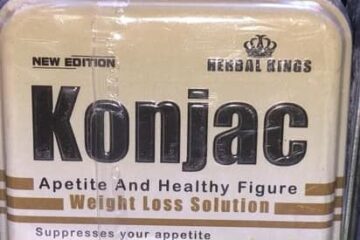 NEW EDITION
HERBAL KINGS
Konjac
Apetite And Healthy Figure
Weight Loss Solution
Suppresses your appetite